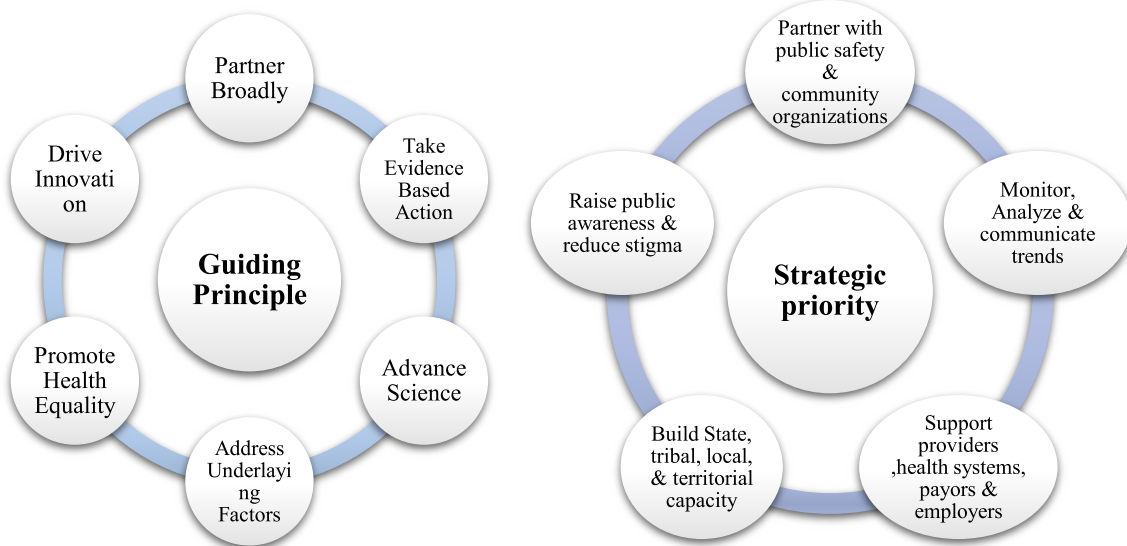 Partner
Broadly
Take
Evidence
Based
Action
Advance
Science
Address
Underlayi
ng
Factors
Promote
Health
Equality
Drive
Innovati
on
Guiding
Principle
Partner with
public safety
&
community
organizations
Monitor,
Analyze &
communicate
trends
Support
providers
,health systems,
payors &
employers
Build State,
tribal, local,
& territorial
capacity
Raise public
awareness &
reduce stigma
Strategic
priority